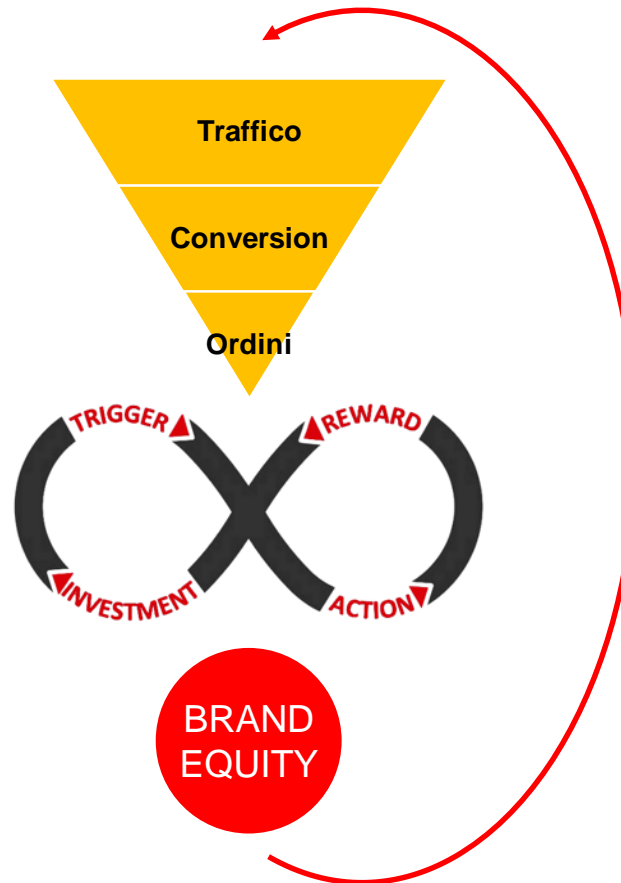 Traffico
Conversion
Ordini
TRIGGER
REWARD
INVESTMENT
ACTION
BRAND
EQUITY